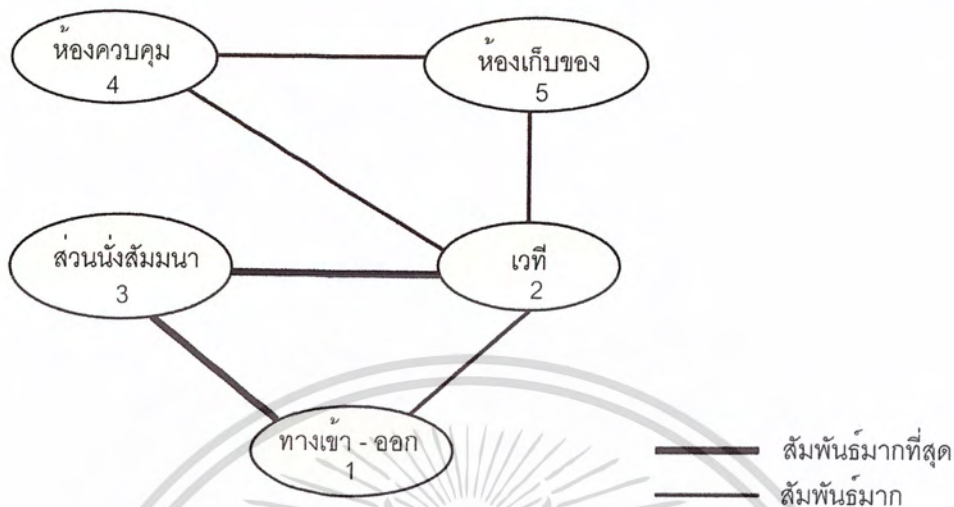 ห้องควบคุม
4
ห้องเก็บของ
5
ส่วนนั่งสัมมนา
3
เวที
2
ทางเข้า - ออก
1
สัมพันธ์มากที่สุด
สัมพันธ์มาก